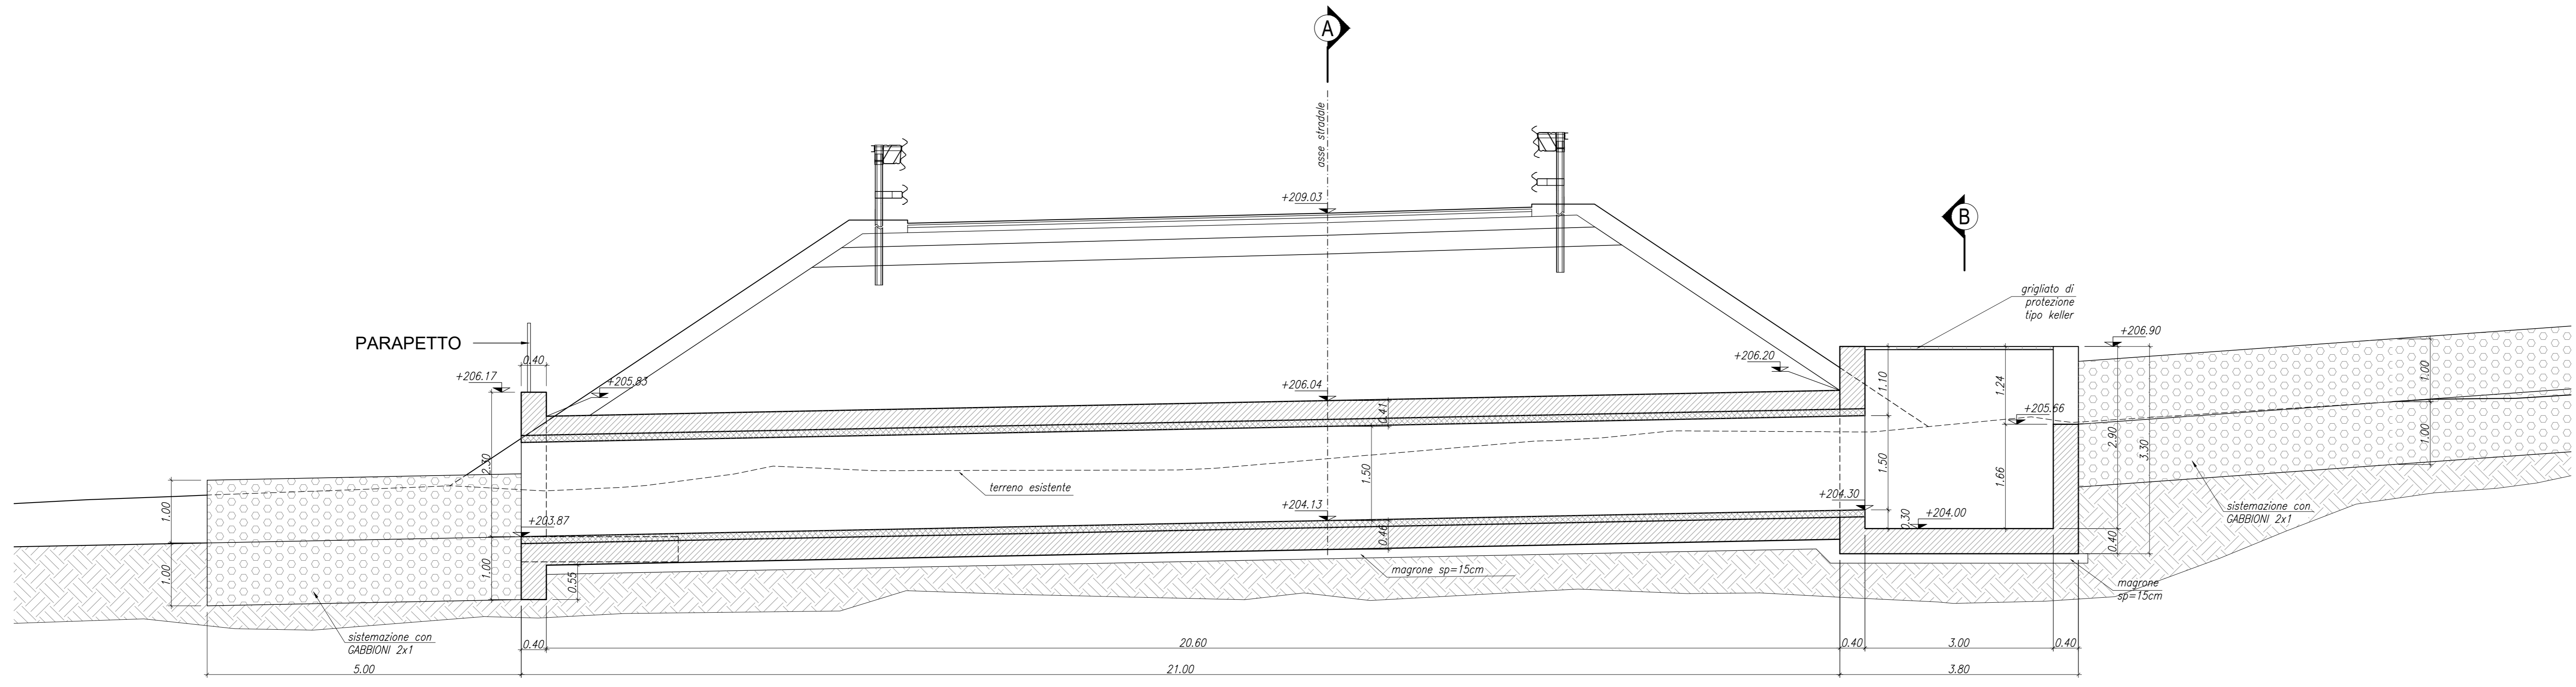 A
asse stradale
+209.03
B
grigliato di
protezione
tipo keller
PARAPETTO
0.40
+206.17
+205.83
+206.04
+206.20
+206.90
0.41
1.10
1.24
+205.66
1.00
1.00
2.90
3.30
2.30
1.50
1.50
1.66
terreno esistente
sistemazione con
GABBIONI 2x1
1.00
+203.87
+204.13
+204.30
0.30
+204.00
0.46
0.40
1.00
1.00
0.55
magrone sp=15cm
magrone
sp=15cm
sistemazione con
GABBIONI 2x1
0.40
20.60
0.40
3.00
0.40
5.00
21.00
3.80